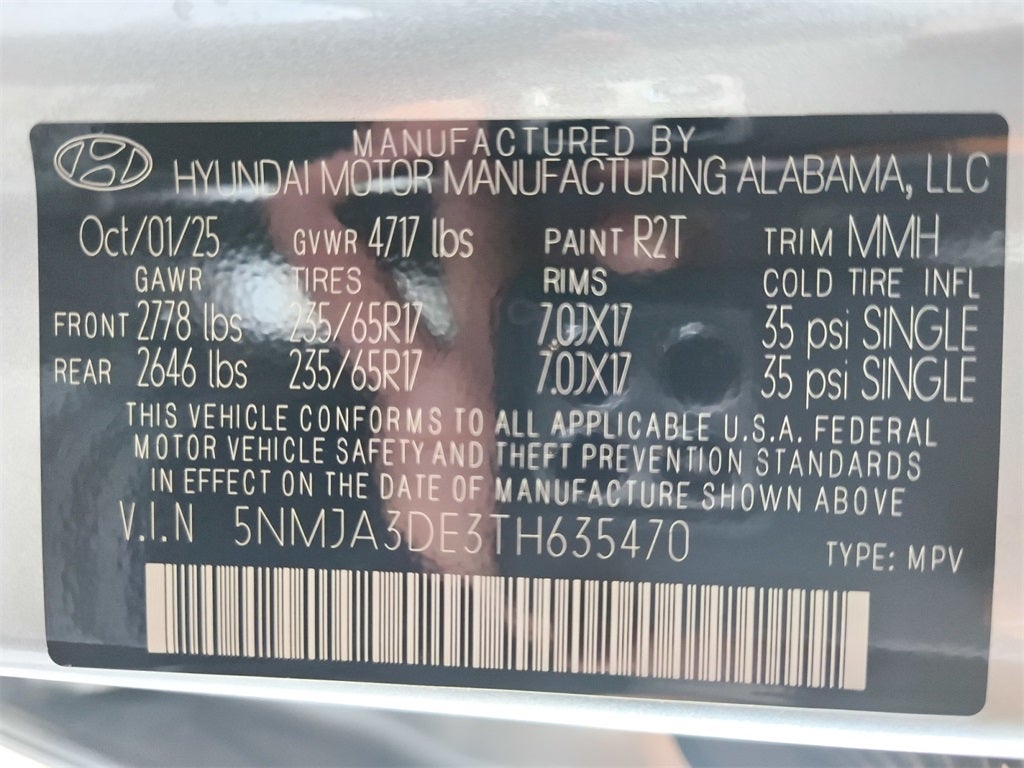 MANUFACTURED BY
HYUNDAI MOTOR MANUFACTURING ALABAMA, LLC
Oct/01/25 GVWR 4717 lbs PAINT R2T TRIM MMH
GAWR TIRES RIMS COLD TIRE INFL
FRONT 2778 lbs 235/65R17 7.0JX17 35 psi SINGLE
REAR 2646 lbs 235/65R17 7.0JX17 35 psi SINGLE
THIS VEHICLE CONFORMS TO ALL APPLICABLE U.S.A. FEDERAL
MOTOR VEHICLE SAFETY AND THEFT PREVENTION STANDARDS
IN EFFECT ON THE DATE OF MANUFACTURE SHOWN ABOVE
V.I.N 5NMJA3DE3TH635470
TYPE: MPV